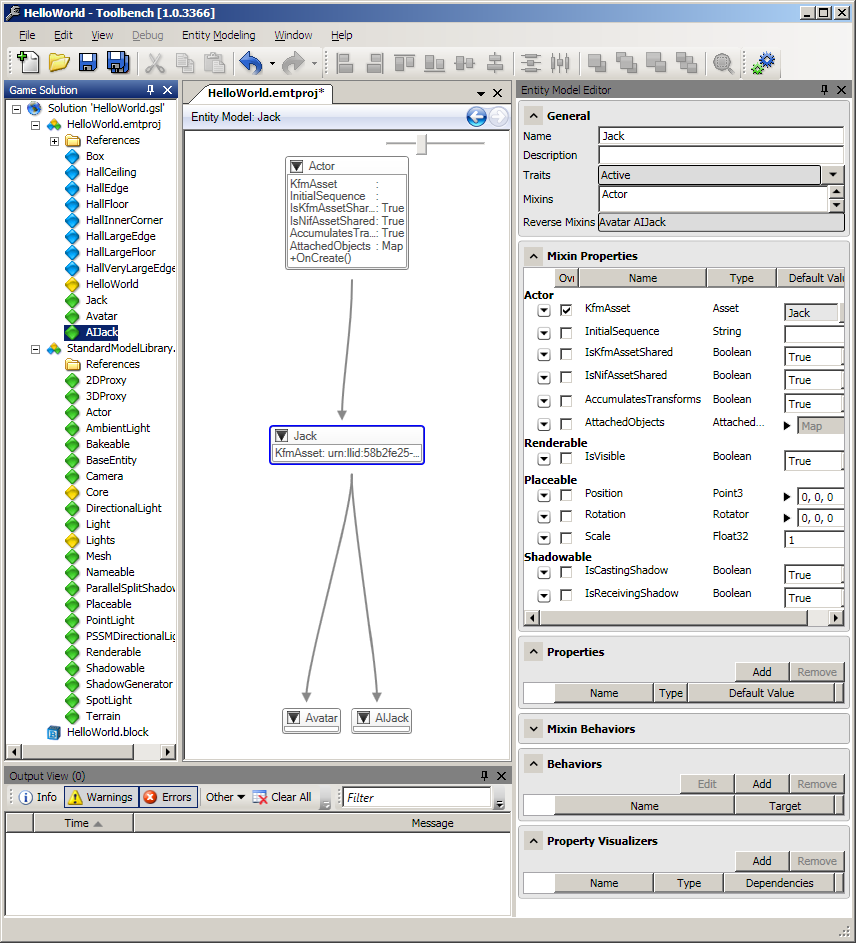 HelloWorld - Toolbench [1.0.3366]
File Edit View Debug Entity Modeling Window Help
Game Solution
Solution 'HelloWorld.gsl'
HelloWorld.emtproj
References
Box
HallCeiling
HallEdge
HallFloor
HallInnerCorner
HallLargeEdge
HallLargeFloor
HallVeryLargeEdge
HelloWorld
Jack
Avatar
AIJack
StandardModelLibrary.
References
2DProxy
3DProxy
Actor
AmbientLight
Bakeable
BaseEntity
Camera
Core
DirectionalLight
Light
Lights
Mesh
Nameable
ParallelSplitShadow
Placeable
PointLight
PSSMDirectionalLig
Renderable
Shadowable
ShadowGenerator
SpotLight
Terrain
HelloWorld.block
HelloWorld.emtproj*
Entity Model: Jack
Actor
KfmAsset :
InitialSequence :
IsKfmAssetShar...: True
IsNifAssetShared: True
AccumulatesTra...: True
AttachedObjects : Map
+OnCreate()
Jack
KfmAsset: urn:llid:58b2fe25-...
Avatar
AIJack
Entity Model Editor
General
Name Jack
Description
Traits Active
Mixins Actor
Reverse Mixins Avatar AIJack
Mixin Properties
Ove Name Type Default Valu
Actor
KfmAsset Asset Jack
InitialSequence String
IsKfmAssetShared Boolean True
IsNifAssetShared Boolean True
AccumulatesTransforms Boolean True
AttachedObjects Attached... Map
Renderable
IsVisible Boolean True
Placeable
Position Point3 0, 0, 0
Rotation Rotator 0, 0, 0
Scale Float32 1
Shadowable
IsCastingShadow Boolean True
IsReceivingShadow Boolean True
Properties
Add Remove
Name Type Default Value
Mixin Behaviors
Behaviors
Edit Add Remove
Name Target
Property Visualizers
Add Remove
Name Type Dependencies
Output View (0)
Info Warnings Errors Other Clear All Filter
Time Message